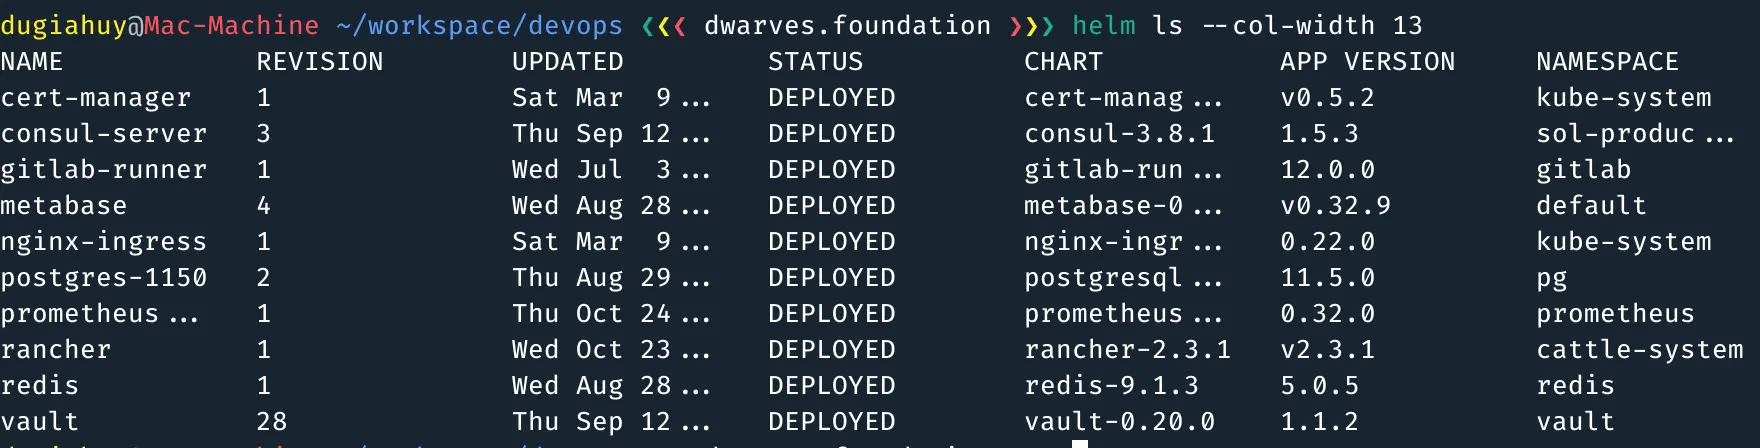 dugiahuy@Mac-Machine ~/workspace/devops ❮❮❮ dwarves.foundation ❯❯❯ helm ls --col-width 13
NAME REVISION UPDATED STATUS CHART APP VERSION NAMESPACE
cert-manager 1 Sat Mar 9... DEPLOYED cert-manag... v0.5.2 kube-system
consul-server 3 Thu Sep 12... DEPLOYED consul-3.8.1 1.5.3 sol-produc...
gitlab-runner 1 Wed Jul 3... DEPLOYED gitlab-run... 12.0.0 gitlab
metabase 4 Wed Aug 28... DEPLOYED metabase-0... v0.32.9 default
nginx-ingress 1 Sat Mar 9... DEPLOYED nginx-ingr... 0.22.0 kube-system
postgres-1150 2 Thu Aug 29... DEPLOYED postgresql... 11.5.0 pg
prometheus... 1 Thu Oct 24... DEPLOYED prometheus... 0.32.0 prometheus
rancher 1 Wed Oct 23... DEPLOYED rancher-2.3.1 v2.3.1 cattle-system
redis 1 Wed Aug 28... DEPLOYED redis-9.1.3 5.0.5 redis
vault 28 Thu Sep 12... DEPLOYED vault-0.20.0 1.1.2 vault